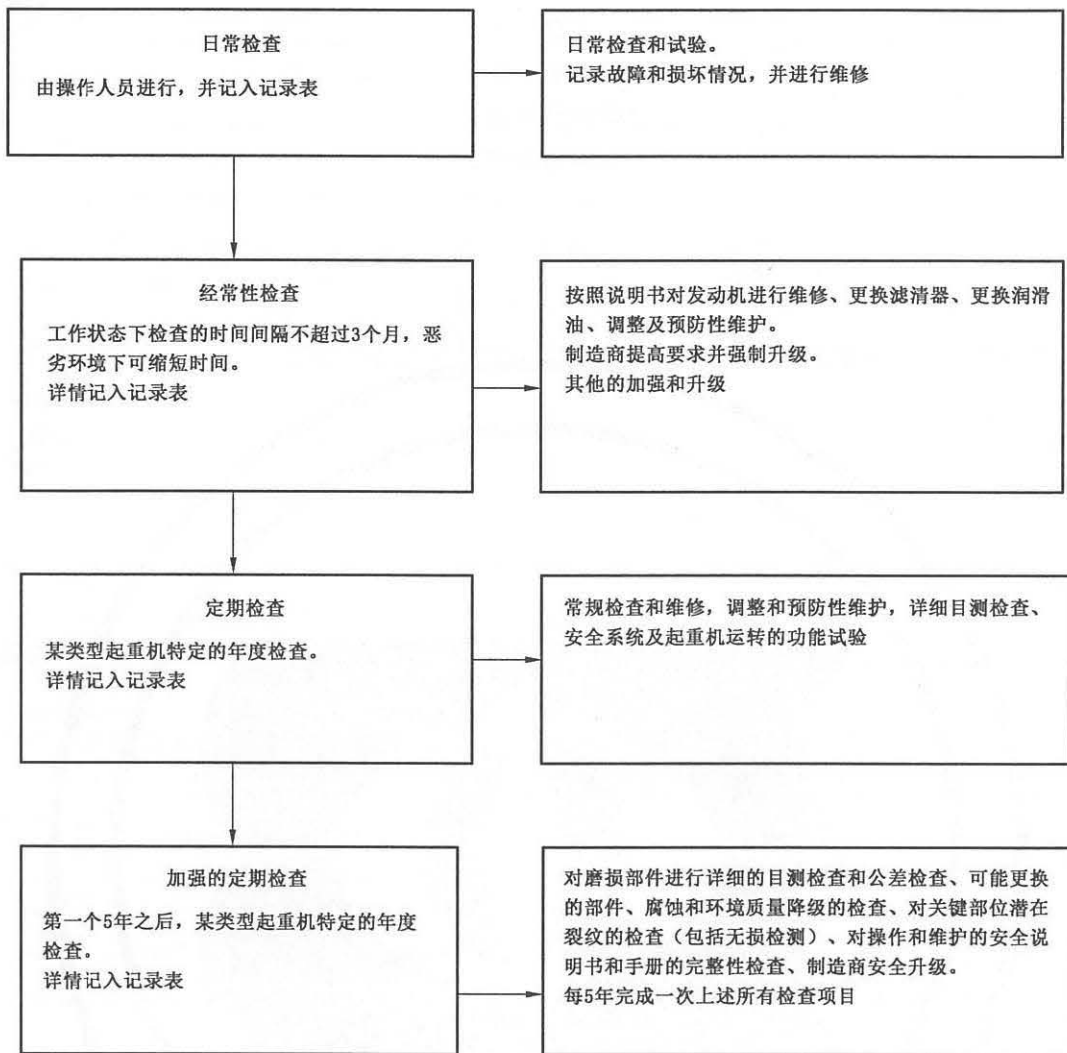 日常检查
由操作人员进行，并记入记录表
日常检查和试验。
记录故障和损坏情况，并进行维修
经常性检查
工作状态下检查的时间间隔不超过3个月，恶
劣环境下可缩短时间。
详情记入记录表
按照说明书对发动机进行维修、更换滤清器、更换润滑
油、调整及预防性维护。
制造商提高要求并强制升级。
其他的加强和升级
定期检查
某类型起重机特定的年度检查。
详情记入记录表
常规检查和维修，调整和预防性维护，详细目测检查、
安全系统及起重机运转的功能试验
加强的定期检查
第一个5年之后，某类型起重机特定的年度
检查。
详情记入记录表
对磨损部件进行详细的目测检查和公差检查、可能更换
的部件、腐蚀和环境质量降级的检查、对关键部位潜在
裂纹的检查（包括无损检测）、对操作和维护的安全说
明书和手册的完整性检查、制造商安全升级。
每5年完成一次上述所有检查项目